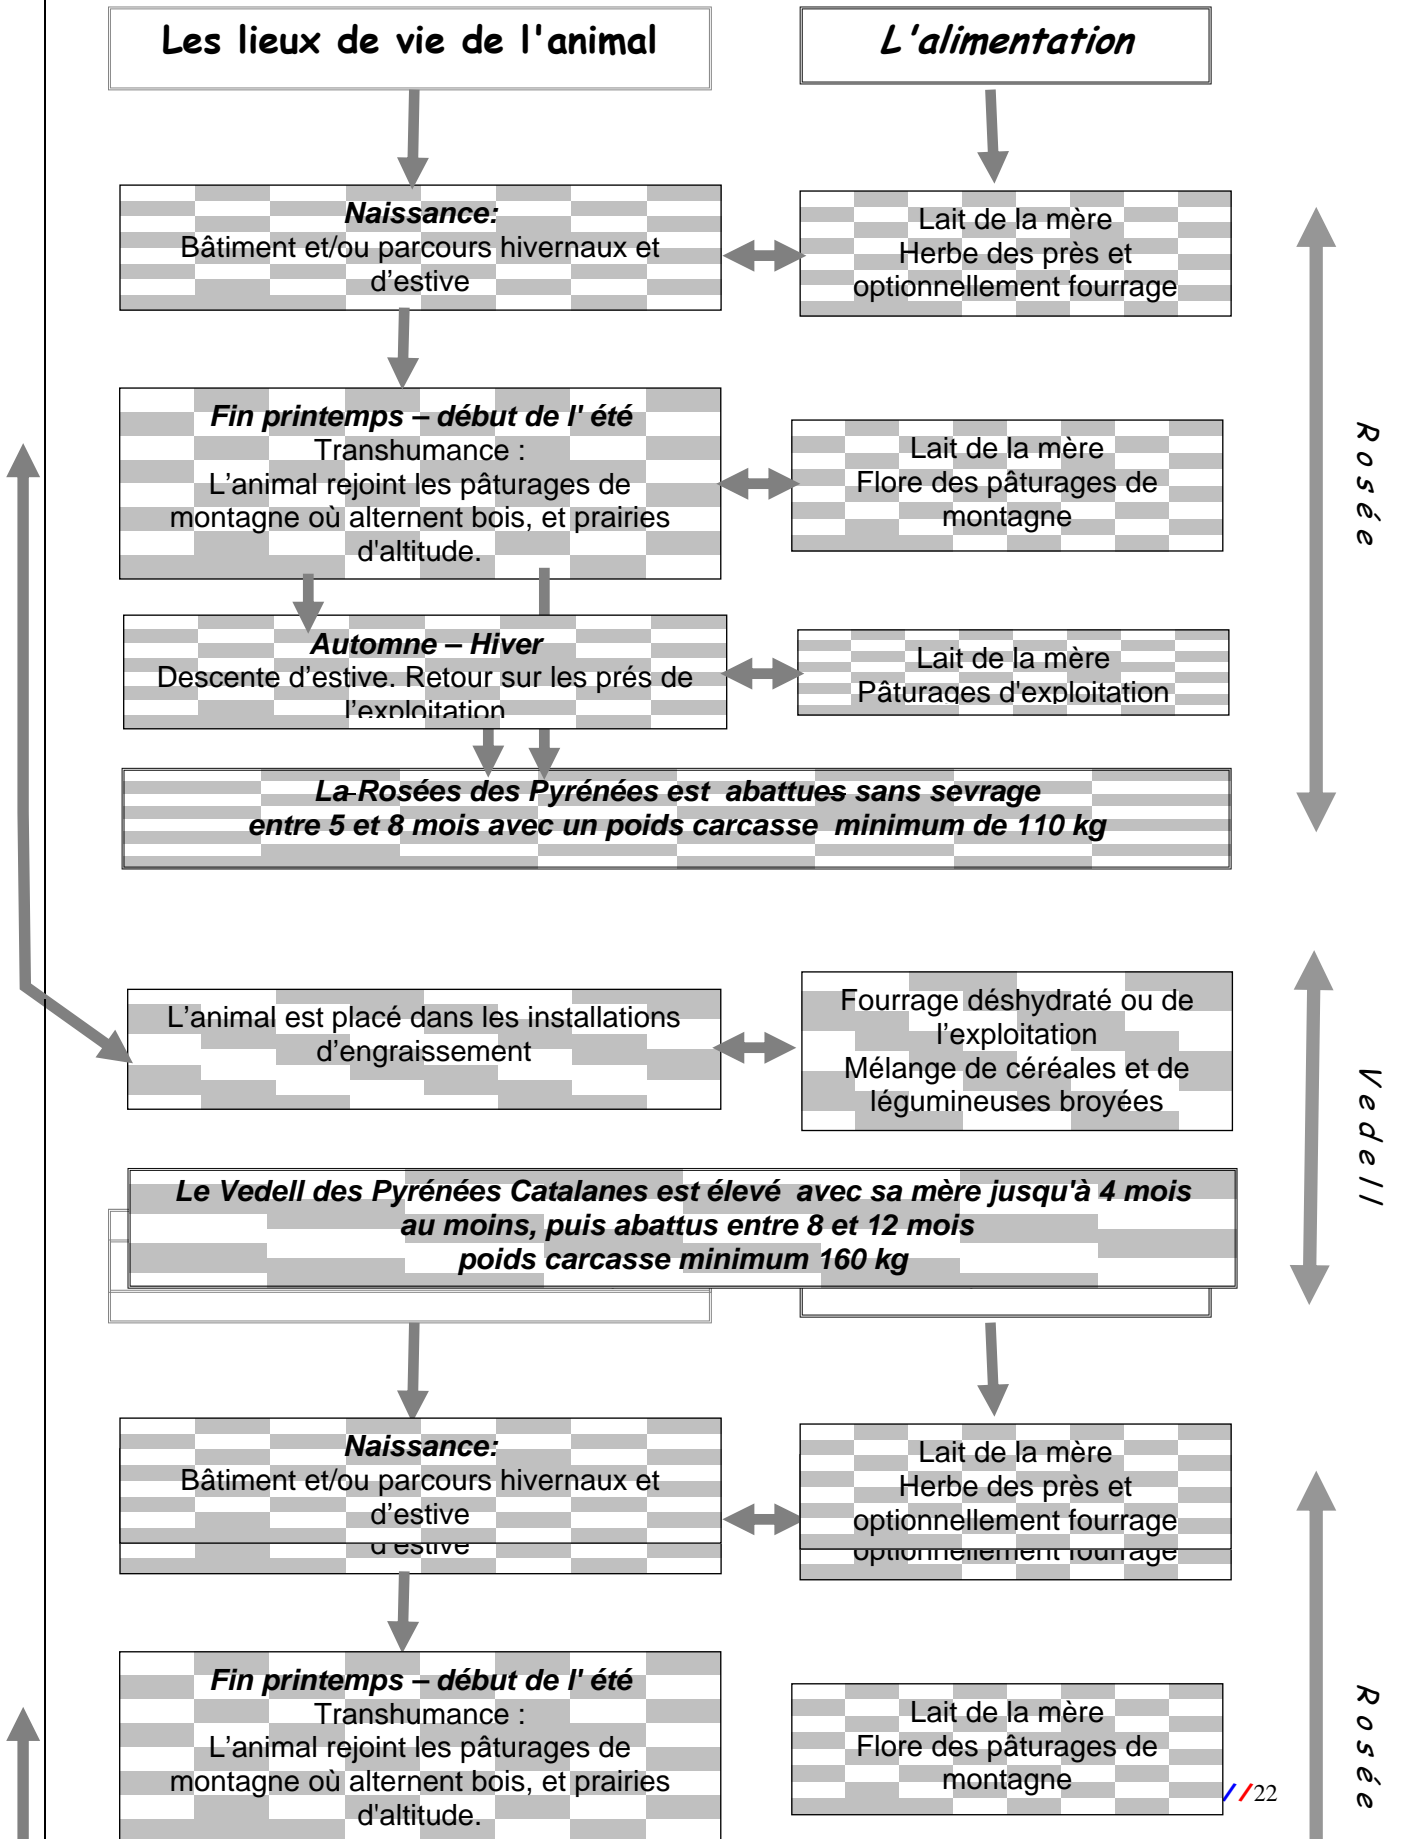 Les lieux de vie de l'animal
L'alimentation
Naissance:
Bâtiment et/ou parcours hivernaux et
d'estive
Lait de la mère
Herbe des près et
optionnellement fourrage
Fin printemps – début de l' été
Transhumance :
L'animal rejoint les pâturages de
montagne où alternent bois, et prairies
d'altitude.
Lait de la mère
Flore des pâturages de
montagne
Rosée
Automne – Hiver
Descente d'estive. Retour sur les prés de
l'exploitation
Lait de la mère
Pâturages d'exploitation
La Rosées des Pyrénées est abattues sans sevrage
entre 5 et 8 mois avec un poids carcasse minimum de 110 kg
L'animal est placé dans les installations
d'engraissement
Fourrage déshydraté ou de
l'exploitation
Mélange de céréales et de
légumineuses broyées
Vedell
Le Vedell des Pyrénées Catalanes est élevé avec sa mère jusqu'à 4 mois
au moins, puis abattus entre 8 et 12 mois
poids carcasse minimum 160 kg
Naissance:
Bâtiment et/ou parcours hivernaux et
d'estive
d'estive
Lait de la mère
Herbe des près et
optionnellement fourrage
optionnellement fourrage
Fin printemps – début de l' été
Transhumance :
L'animal rejoint les pâturages de
montagne où alternent bois, et prairies
d'altitude.
Lait de la mère
Flore des pâturages de
montagne
Rosée
//22